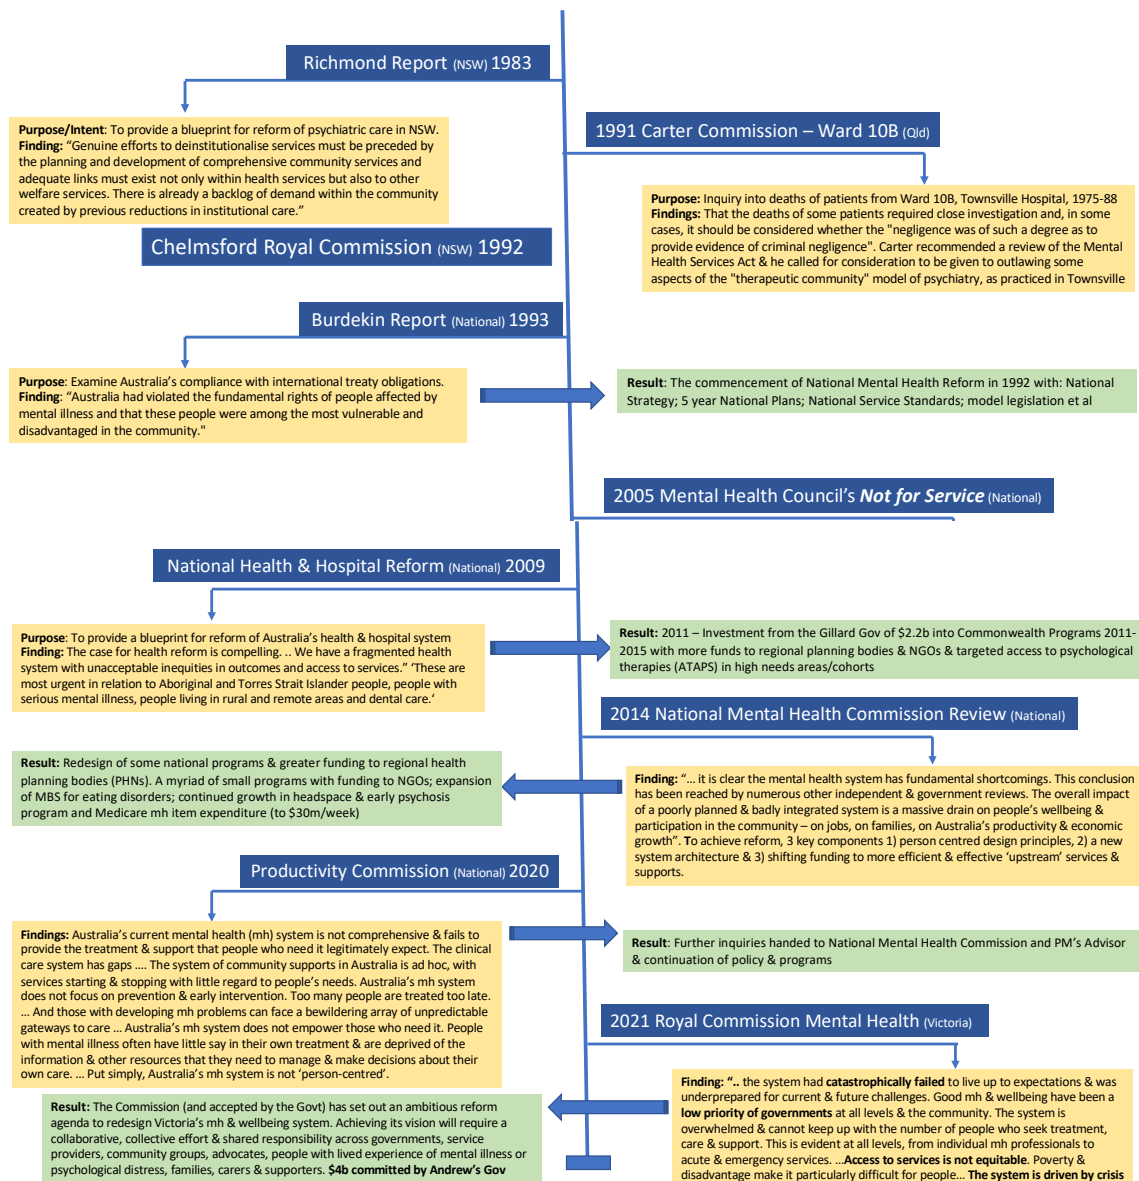 Richmond Report (NSW) 1983
Purpose/Intent: To provide a blueprint for reform of psychiatric care in NSW.
Finding: “Genuine efforts to deinstitutionalise services must be preceded by
the planning and development of comprehensive community services and
adequate links must exist not only within health services but also to other
welfare services. There is already a backlog of demand within the community
created by previous reductions in institutional care.”
1991 Carter Commission – Ward 10B (Qld)
Purpose: Inquiry into deaths of patients from Ward 10B, Townsville Hospital, 1975-88
Findings: That the deaths of some patients required close investigation and, in some
cases, it should be considered whether the "negligence was of such a degree as to
provide evidence of criminal negligence". Carter recommended a review of the Mental
Health Services Act & he called for consideration to be given to outlawing some
aspects of the "therapeutic community" model of psychiatry, as practiced in Townsville
Chelmsford Royal Commission (NSW) 1992
Burdekin Report (National) 1993
Purpose: Examine Australia’s compliance with international treaty obligations.
Finding: “Australia had violated the fundamental rights of people affected by
mental illness and that these people were among the most vulnerable and
disadvantaged in the community."
Result: The commencement of National Mental Health Reform in 1992 with: National
Strategy; 5 year National Plans; National Service Standards; model legislation et al
2005 Mental Health Council’s Not for Service (National)
National Health & Hospital Reform (National) 2009
Purpose: To provide a blueprint for reform of Australia’s health & hospital system
Finding: The case for health reform is compelling. .. We have a fragmented health
system with unacceptable inequities in outcomes and access to services.” ‘These are
most urgent in relation to Aboriginal and Torres Strait Islander people, people with
serious mental illness, people living in rural and remote areas and dental care.‘
Result: 2011 – Investment from the Gillard Gov of $2.2b into Commonwealth Programs 2011-
2015 with more funds to regional planning bodies & NGOs & targeted access to psychological
therapies (ATAPS) in high needs areas/cohorts
2014 National Mental Health Commission Review (National)
Finding: “... it is clear the mental health system has fundamental shortcomings. This conclusion
has been reached by numerous other independent & government reviews. The overall impact
of a poorly planned & badly integrated system is a massive drain on people’s wellbeing &
participation in the community – on jobs, on families, on Australia’s productivity & economic
growth”. To achieve reform, 3 key components 1) person centred design principles, 2) a new
system architecture & 3) shifting funding to more efficient & effective ‘upstream’ services &
supports.
Result: Redesign of some national programs & greater funding to regional health
planning bodies (PHNs). A myriad of small programs with funding to NGOs; expansion
of MBS for eating disorders; continued growth in headspace & early psychosis
program and Medicare mh item expenditure (to $30m/week)
Productivity Commission (National) 2020
Findings: Australia’s current mental health (mh) system is not comprehensive & fails to
provide the treatment & support that people who need it legitimately expect. The clinical
care system has gaps .... The system of community supports in Australia is ad hoc, with
services starting & stopping with little regard to people’s needs. Australia’s mh system
does not focus on prevention & early intervention. Too many people are treated too late.
... And those with developing mh problems can face a bewildering array of unpredictable
gateways to care ... Australia’s mh system does not empower those who need it. People
with mental illness often have little say in their own treatment & are deprived of the
information & other resources that they need to manage & make decisions about their
own care. ... Put simply, Australia’s mh system is not ‘person-centred’.
Result: Further inquiries handed to National Mental Health Commission and PM’s Advisor
& continuation of policy & programs
2021 Royal Commission Mental Health (Victoria)
Finding: “.. the system had catastrophically failed to live up to expectations & was
underprepared for current & future challenges. Good mh & wellbeing have been a
low priority of governments at all levels & the community. The system is
overwhelmed & cannot keep up with the number of people who seek treatment,
care & support. This is evident at all levels, from individual mh professionals to
acute & emergency services. ...Access to services is not equitable. Poverty &
disadvantage make it particularly difficult for people... The system is driven by crisis
Result: The Commission (and accepted by the Govt) has set out an ambitious reform
agenda to redesign Victoria’s mh & wellbeing system. Achieving its vision will require a
collaborative, collective effort & shared responsibility across governments, service
providers, community groups, advocates, people with lived experience of mental illness or
psychological distress, families, carers & supporters. $4b committed by Andrew’s Gov